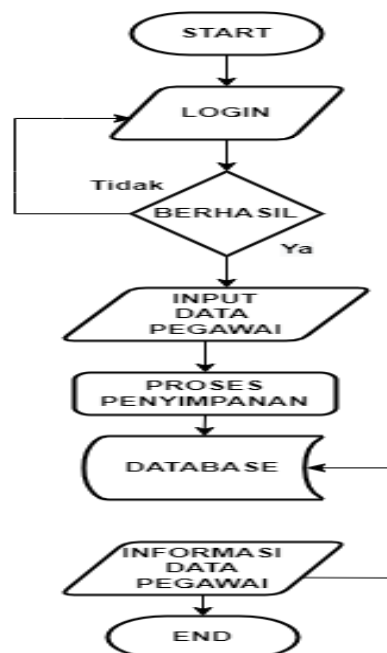 START
LOGIN
Tidak
BERHASIL
Ya
INPUT
DATA
PEGAWAI
PROSES
PENYIMPANAN
DATABASE
INFORMASI
DATA
PEGAWAI
END